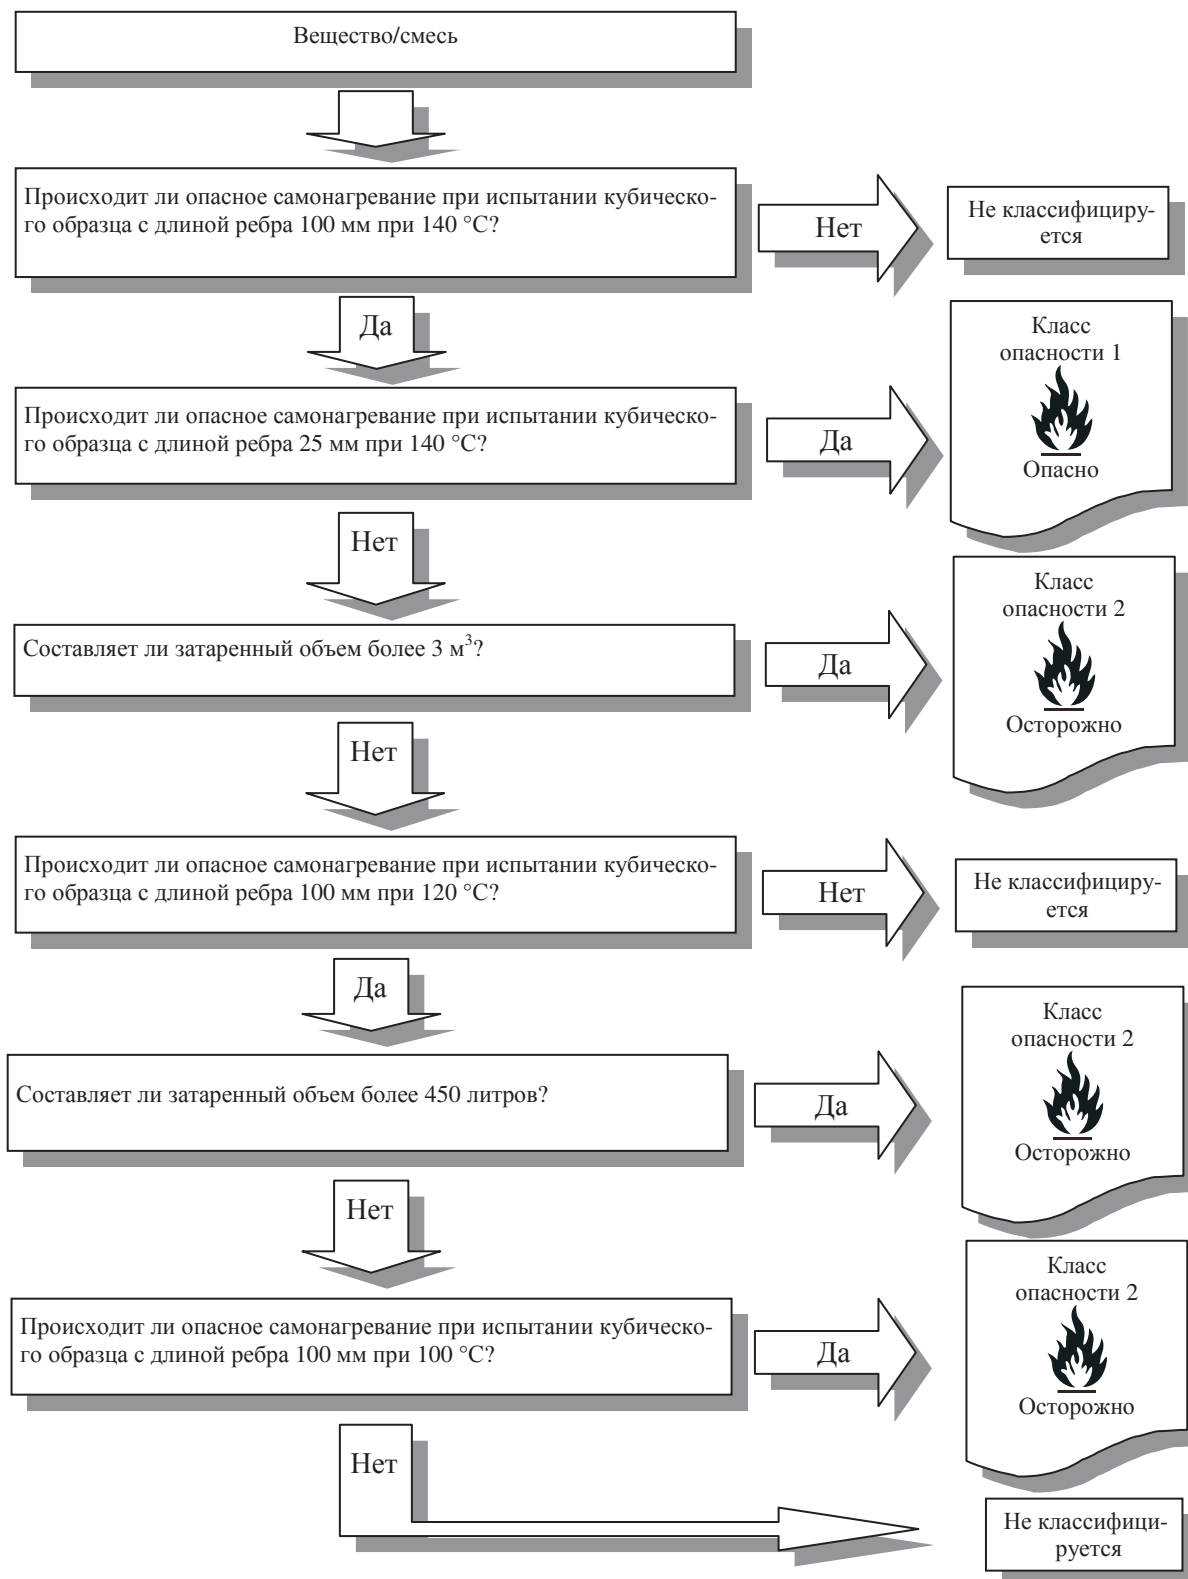 Вещество/смесь
Происходит ли опасное самонагревание при испытании кубическо-
го образца с длиной ребра 100 мм при 140 °C?
Нет
Не классифициру-
ется
Да
Класс
опасности 1
Опасно
Происходит ли опасное самонагревание при испытании кубическо-
го образца с длиной ребра 25 мм при 140 °C?
Да
Нет
Класс
опасности 2
Осторожно
Составляет ли затаренный объем более 3 м³?
Да
Нет
Происходит ли опасное самонагревание при испытании кубическо-
го образца с длиной ребра 100 мм при 120 °C?
Нет
Не классифициру-
ется
Да
Класс
опасности 2
Осторожно
Составляет ли затаренный объем более 450 литров?
Да
Нет
Класс
опасности 2
Осторожно
Происходит ли опасное самонагревание при испытании кубическо-
го образца с длиной ребра 100 мм при 100 °C?
Да
Нет
Не классифици-
руется